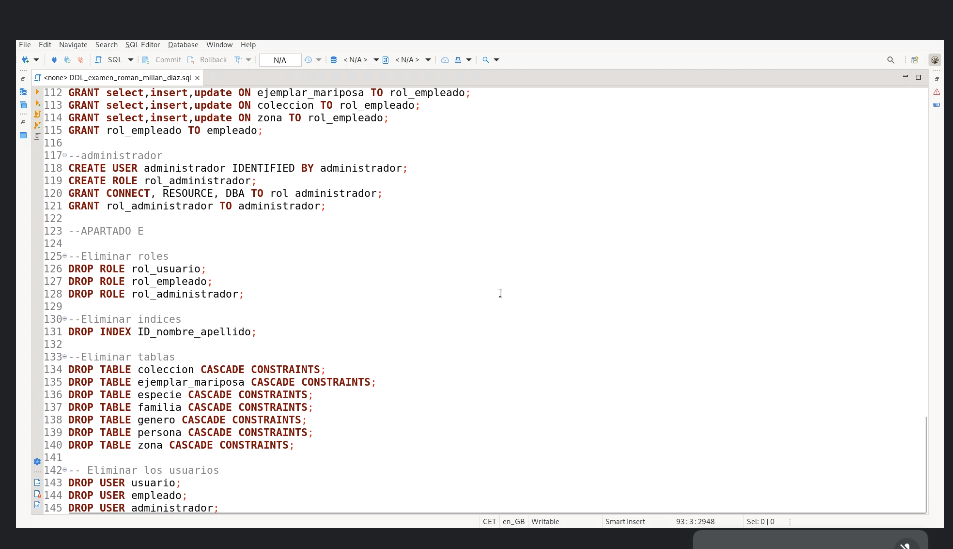 File Edit Navigate Search SQL Editor Database Window Help
SQL Commit Rollback N/A < N/A > < N/A >
<none> DDL_examen_roman_millan_diaz.sql
112 GRANT select,insert,update ON ejemplar_mariposa TO rol_empleado;
113 GRANT select,insert,update ON coleccion TO rol_empleado;
114 GRANT select,insert,update ON zona TO rol_empleado;
115 GRANT rol_empleado TO empleado;
116
117 --administrador
118 CREATE USER administrador IDENTIFIED BY administrador;
119 CREATE ROLE rol_administrador;
120 GRANT CONNECT, RESOURCE, DBA TO rol_administrador;
121 GRANT rol_administrador TO administrador;
122
123 --APARTADO E
124
125 --Eliminar roles
126 DROP ROLE rol_usuario;
127 DROP ROLE rol_empleado;
128 DROP ROLE rol_administrador;
129
130 --Eliminar indices
131 DROP INDEX ID_nombre_apellido;
132
133 --Eliminar tablas
134 DROP TABLE coleccion CASCADE CONSTRAINTS;
135 DROP TABLE ejemplar_mariposa CASCADE CONSTRAINTS;
136 DROP TABLE especie CASCADE CONSTRAINTS;
137 DROP TABLE familia CASCADE CONSTRAINTS;
138 DROP TABLE genero CASCADE CONSTRAINTS;
139 DROP TABLE persona CASCADE CONSTRAINTS;
140 DROP TABLE zona CASCADE CONSTRAINTS;
141
142 -- Eliminar los usuarios
143 DROP USER usuario;
144 DROP USER empleado;
145 DROP USER administrador;
CET en_GB Writable Smart Insert 93 : 3 : 2948 Sel: 0 | 0